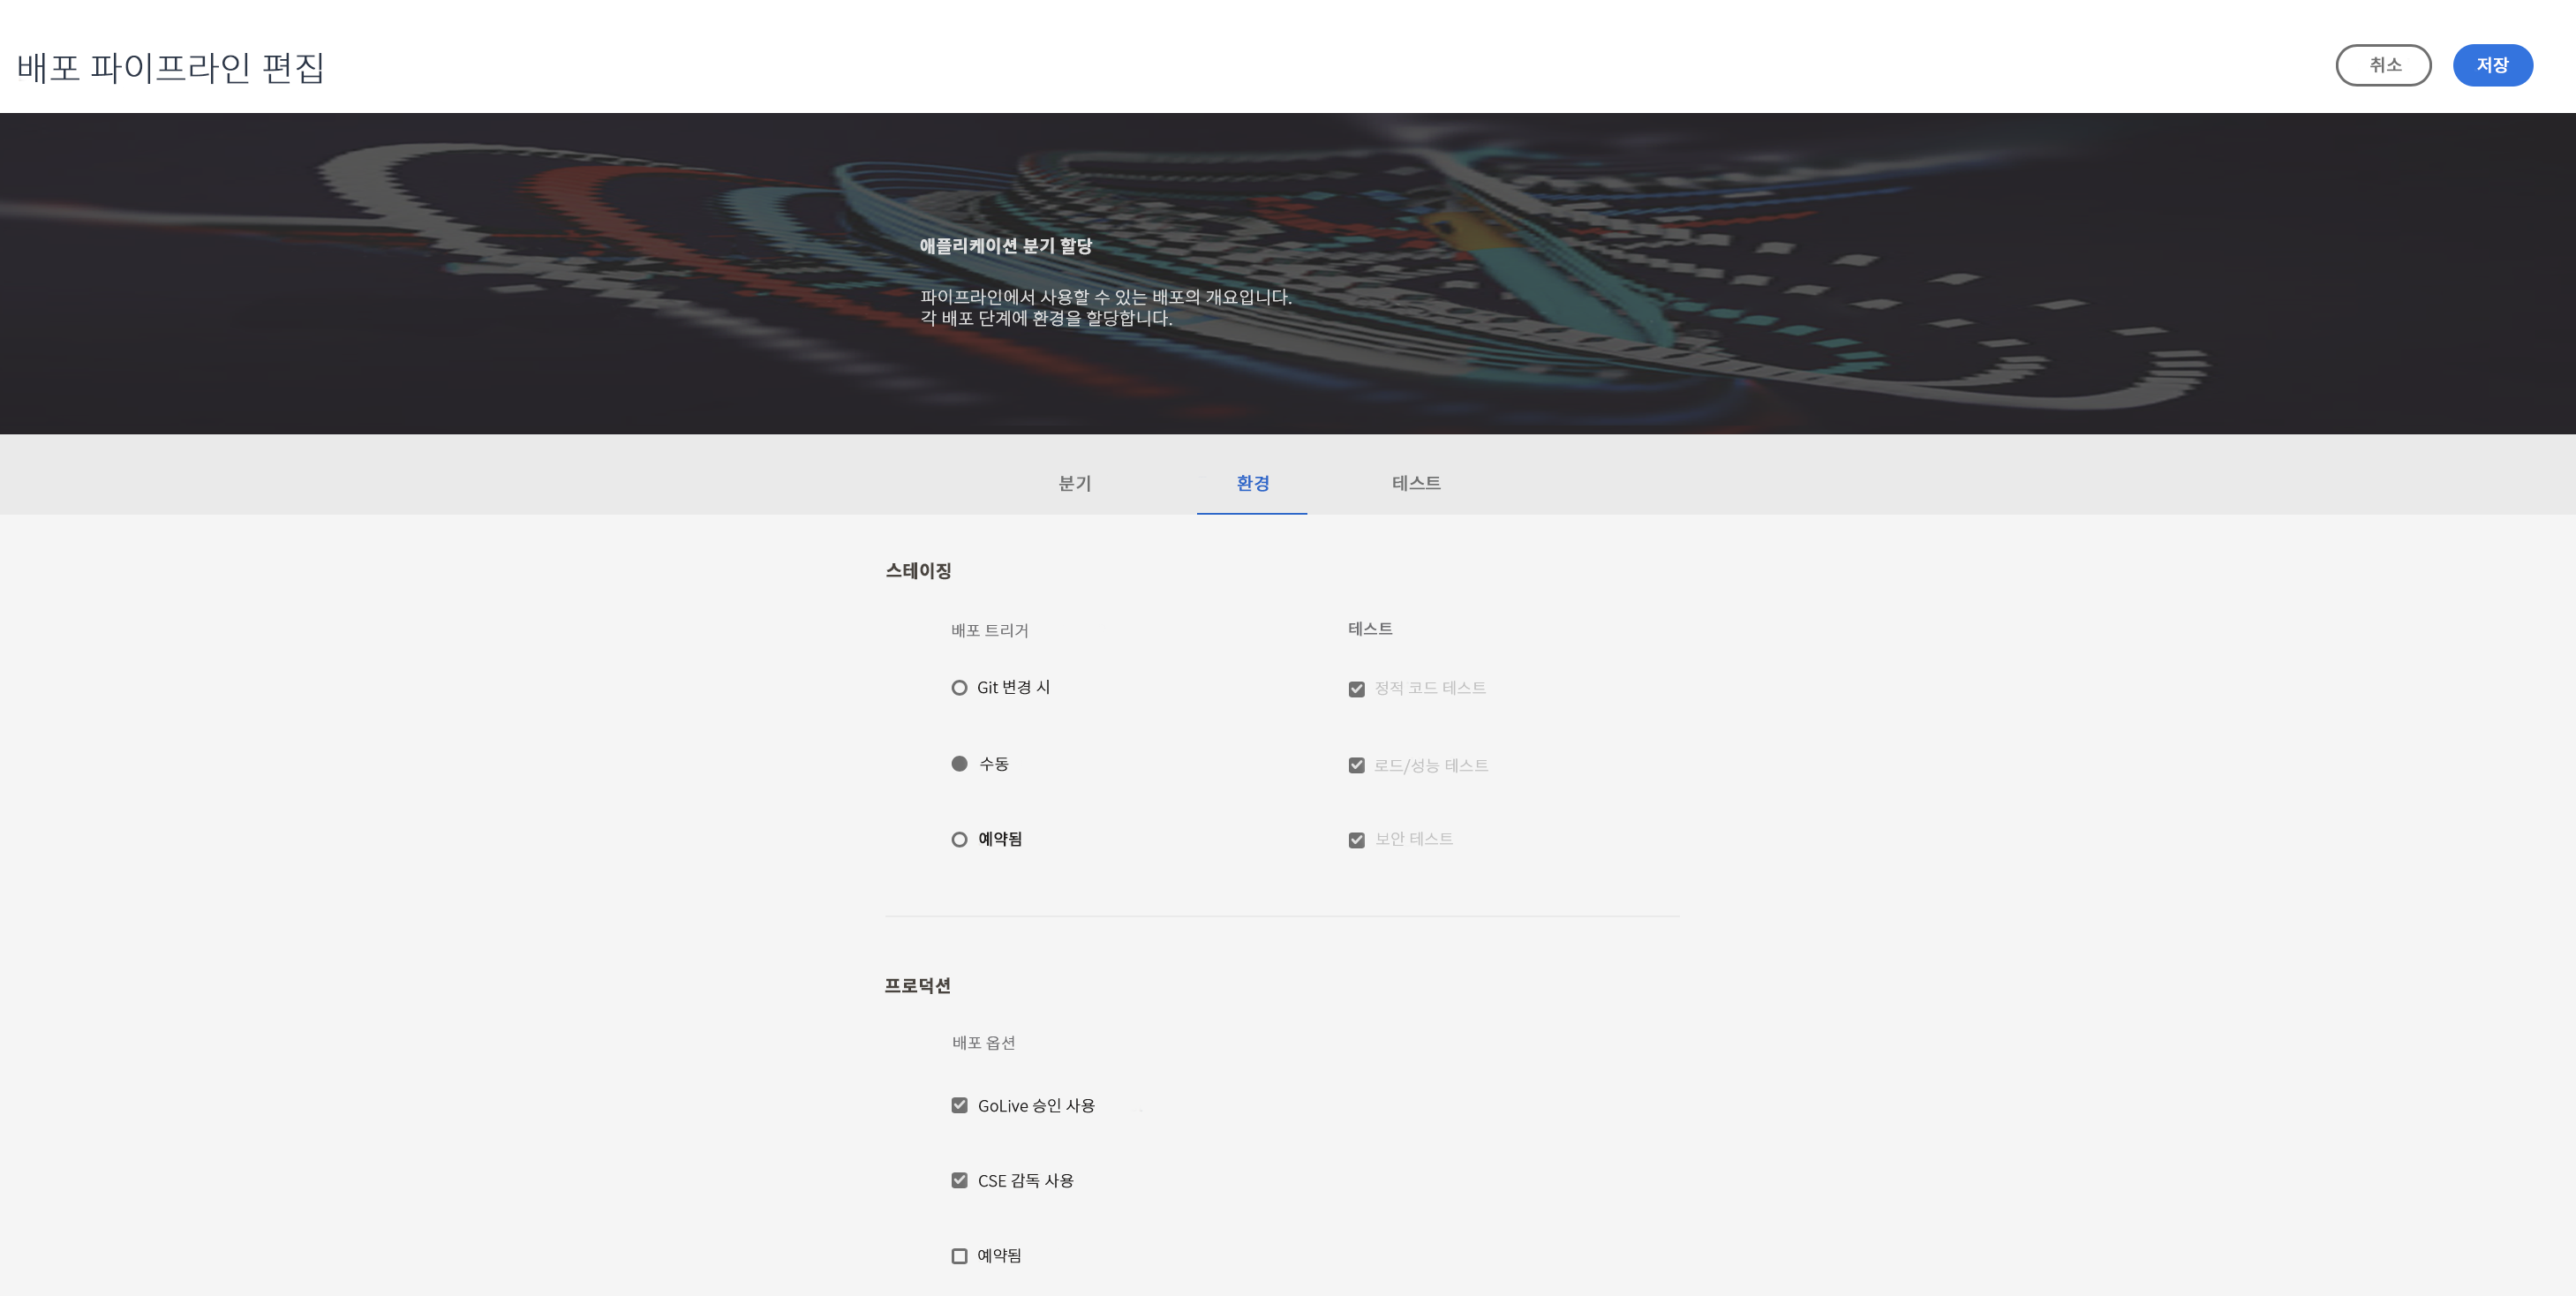 배포 파이프라인 편집
취소
저장
애플리케이션 분기 할당
파이프라인에서 사용할 수 있는 배포의 개요입니다.
각 배포 단계에 환경을 할당합니다.
분기
환경
테스트
스테이징
배포 트리거
테스트
Git 변경 시
정적 코드 테스트
수동
로드/성능 테스트
예약됨
보안 테스트
프로덕션
배포 옵션
GoLive 승인 사용
CSE 감독 사용
예약됨